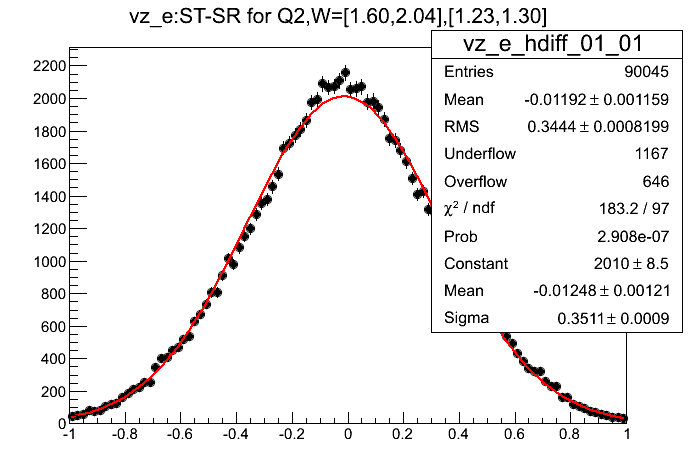 vz_e:ST-SR for Q2,W=[1.60,2.04],[1.23,1.30]
vz_e_hdiff_01_01
Entries 90045
Mean -0.01192 ± 0.001159
RMS 0.3444 ± 0.0008199
Underflow 1167
Overflow 646
χ² / ndf 183.2 / 97
Prob 2.908e-07
Constant 2010 ± 8.5
Mean -0.01248 ± 0.00121
Sigma 0.3511 ± 0.0009
2200
2000
1800
1600
1400
1200
1000
800
600
400
200
0
-1 -0.8 -0.6 -0.4 -0.2 0 0.2 0.4 0.6 0.8 1